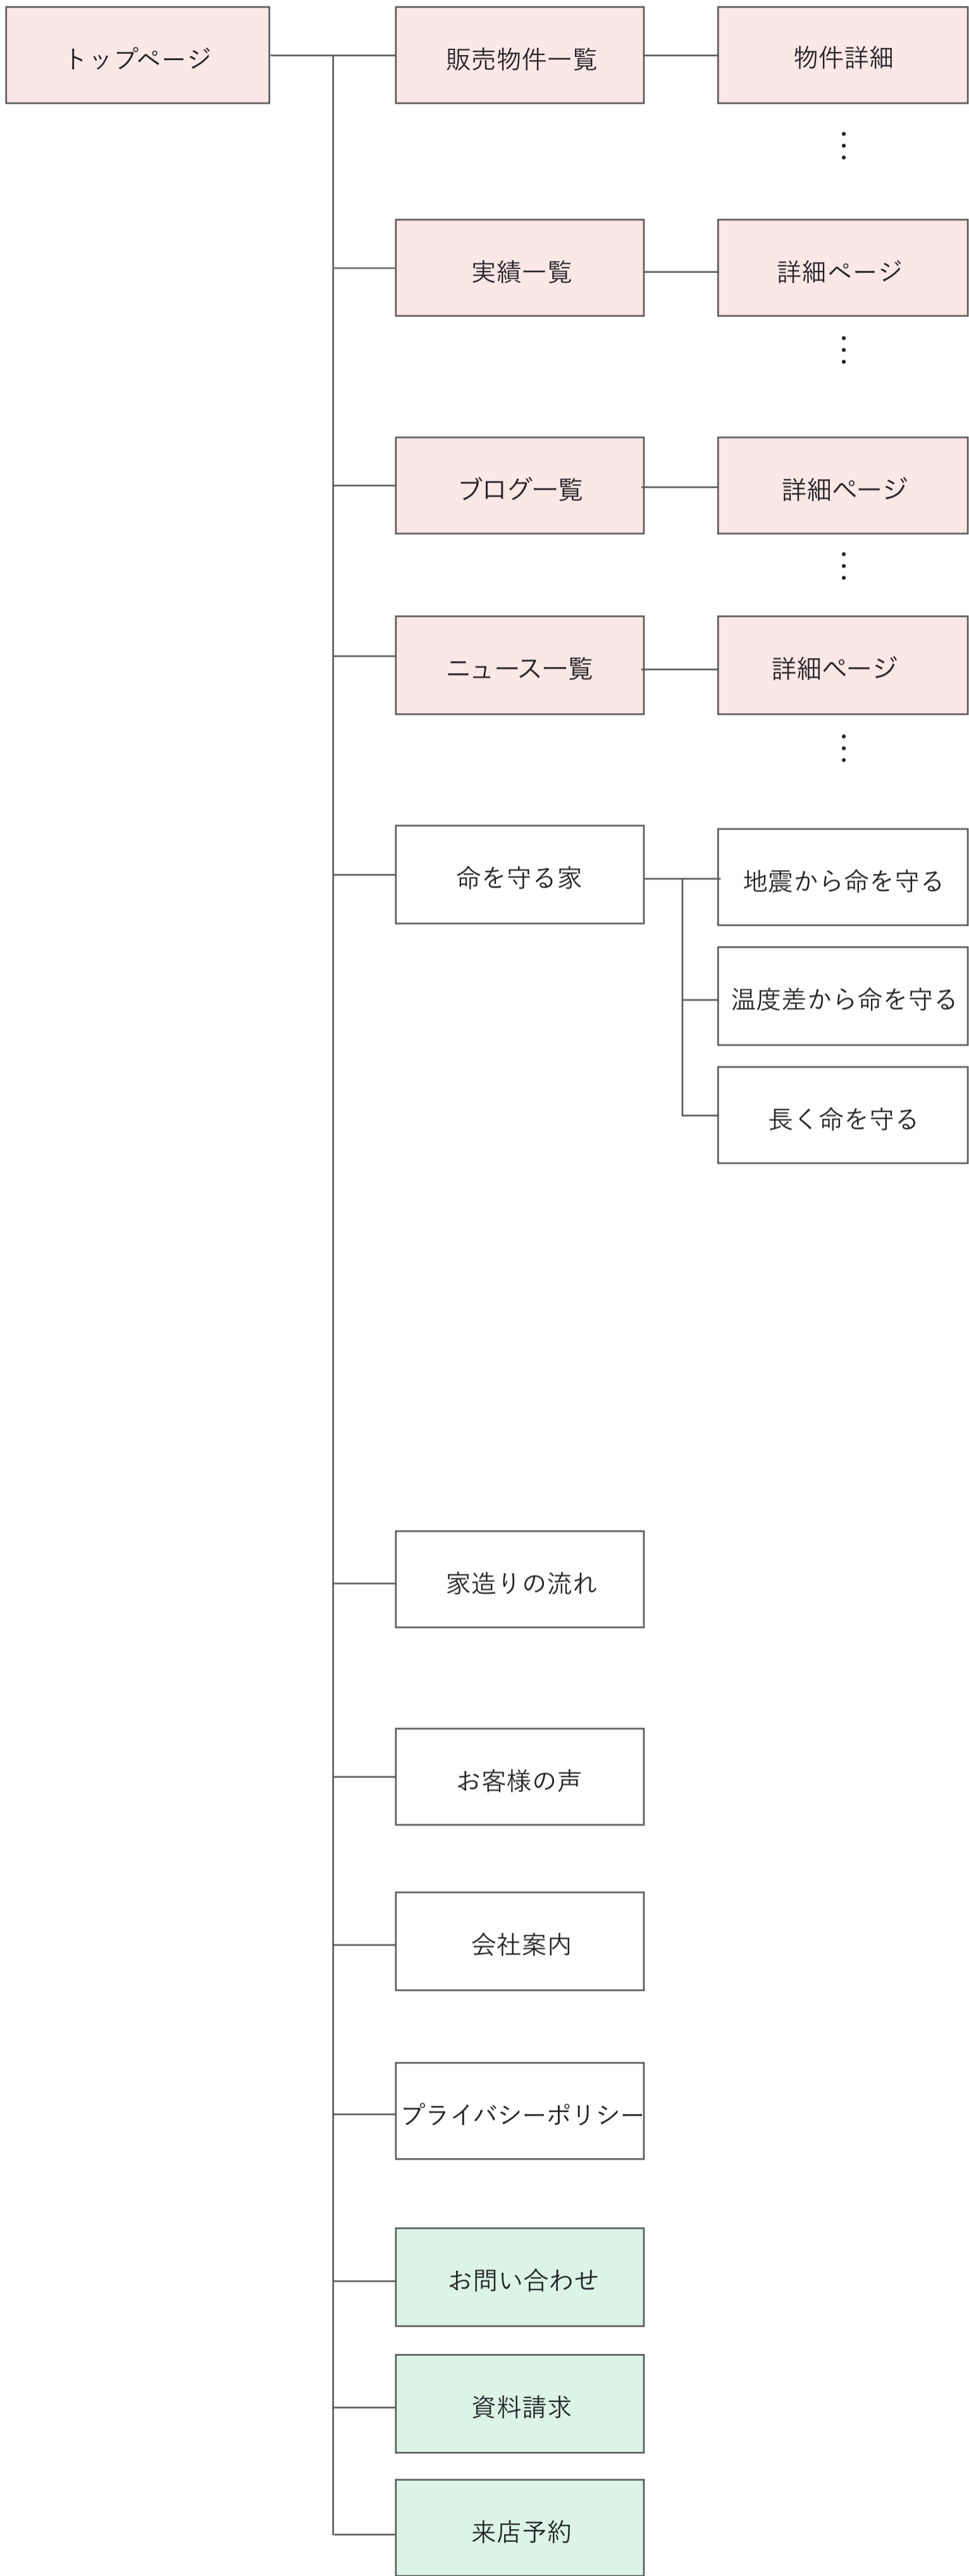 トップページ
販売物件一覧
物件詳細
実績一覧
詳細ページ
ブログ一覧
詳細ページ
ニュース一覧
詳細ページ
命を守る家
地震から命を守る
温度差から命を守る
長く命を守る
家造りの流れ
お客様の声
会社案内
プライバシーポリシー
お問い合わせ
資料請求
来店予約